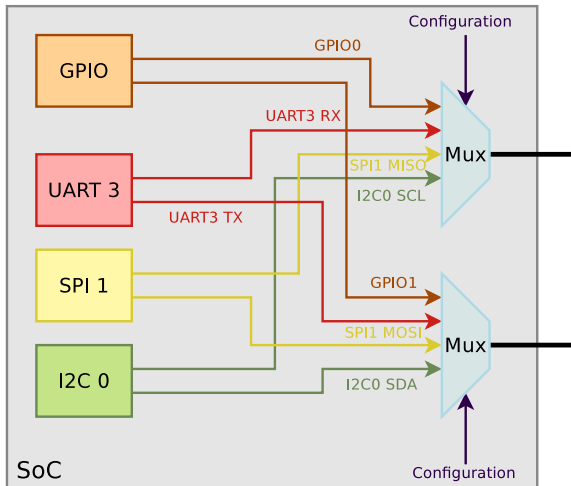 Configuration
GPIO0
GPIO
UART3 RX
Mux
SPI1 MISO
UART 3
I2C0 SCL
UART3 TX
SPI 1
GPIO1
SPI1 MOSI
Mux
I2C 0
I2C0 SDA
SoC
Configuration